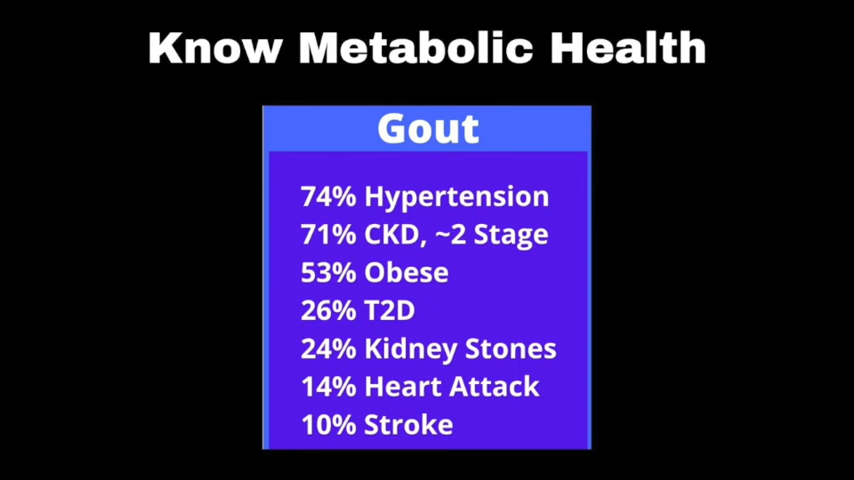 Know Metabolic Health
Gout
74% Hypertension
71% CKD, ~2 Stage
53% Obese
26% T2D
24% Kidney Stones
14% Heart Attack
10% Stroke